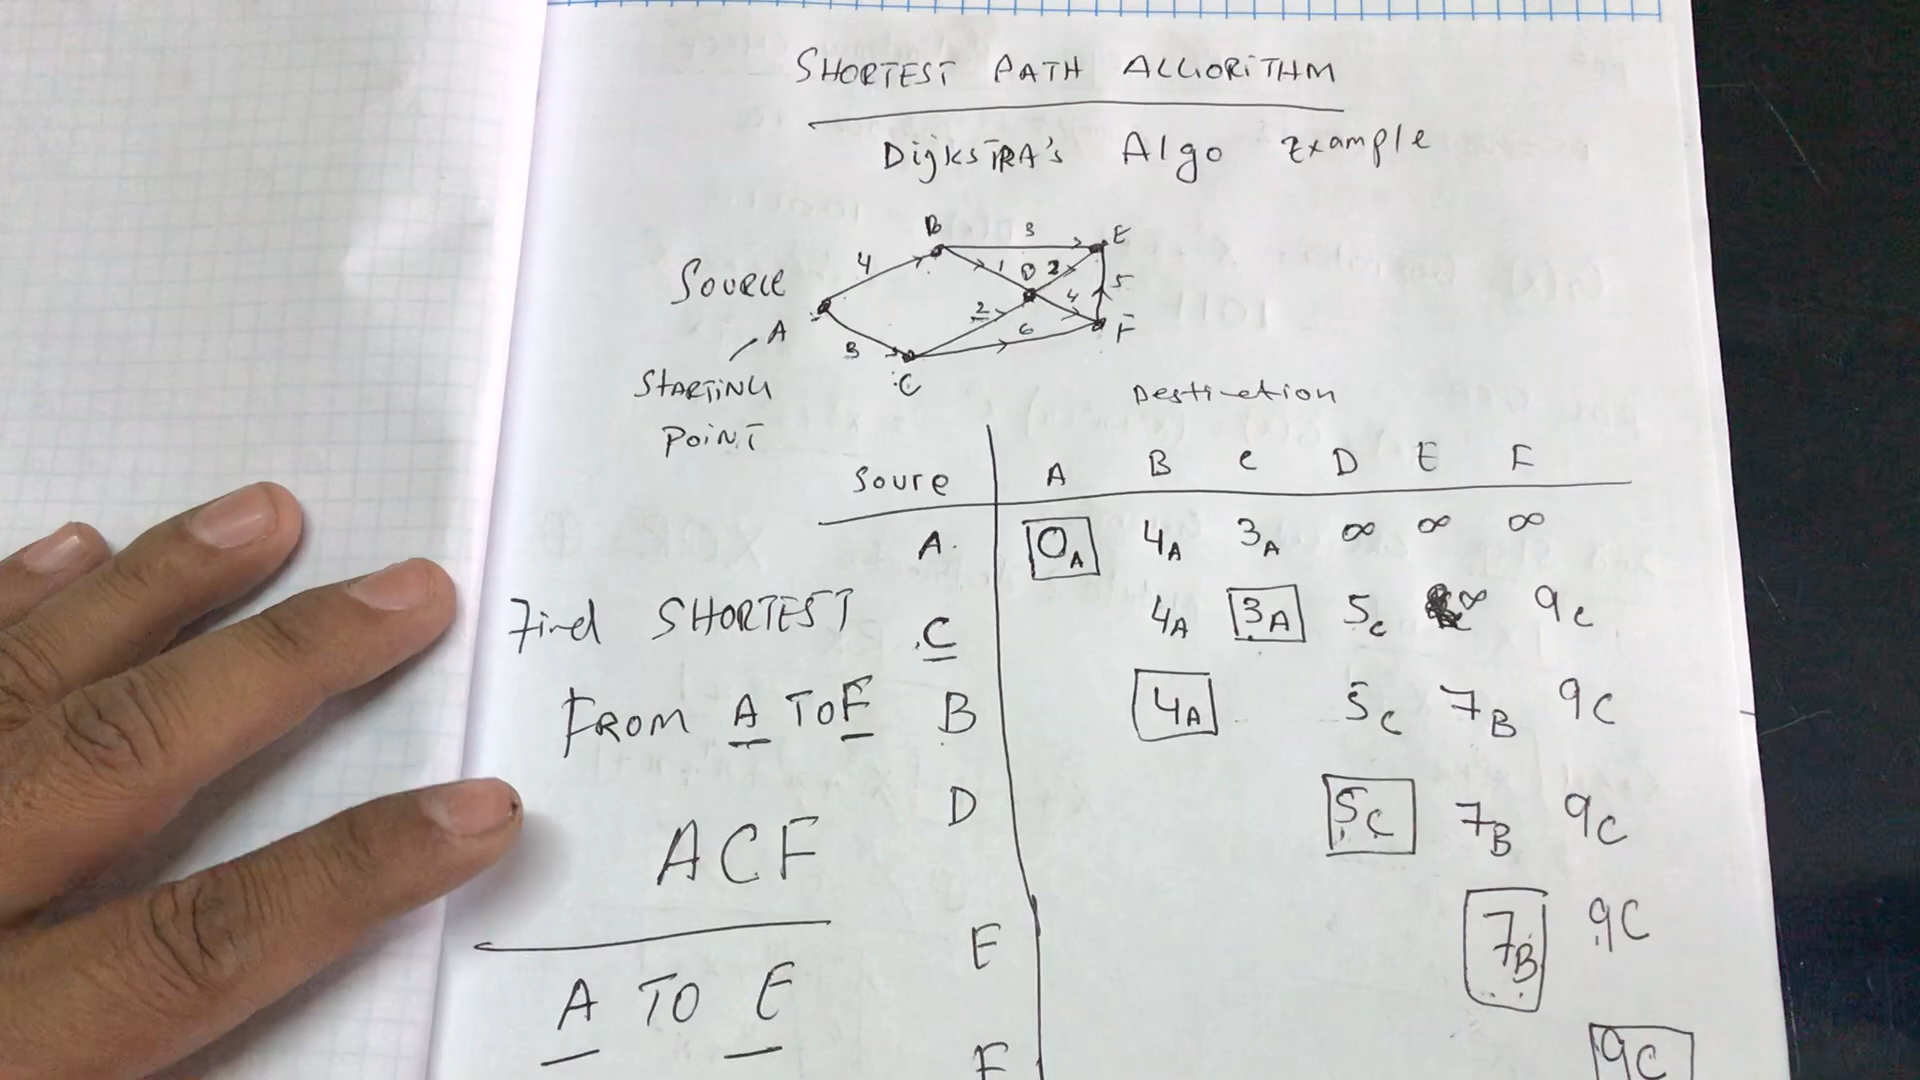 SHORTEST PATH ALGORITHM
DijkSTRA's Algo Example
B 3 E
4 1 D 2
Source 2 4 5
A 6 F
3
C
STARTING
POINT
Destination
Soure A B C D E F
A. 0A 4A 3A ∞ ∞ ∞
Find SHORTEST C 4A 3A 5C ∞ 9C
FROM A TO F B 4A 5C 7B 9C
D 5C 7B 9C
ACF
E 7B 9C
A TO E
F 9C